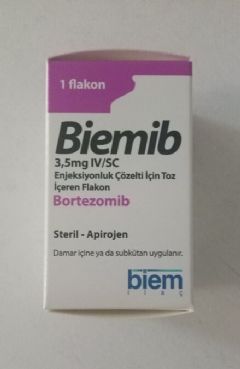 1 flakon
Biemib
3,5mg IV/SC
Enjeksiyonluk Çözelti İçin Toz
İçeren Flakon
Bortezomib
Steril - Apirojen
Damar içine ya da subkütan uygulanır.
biem
ilaç